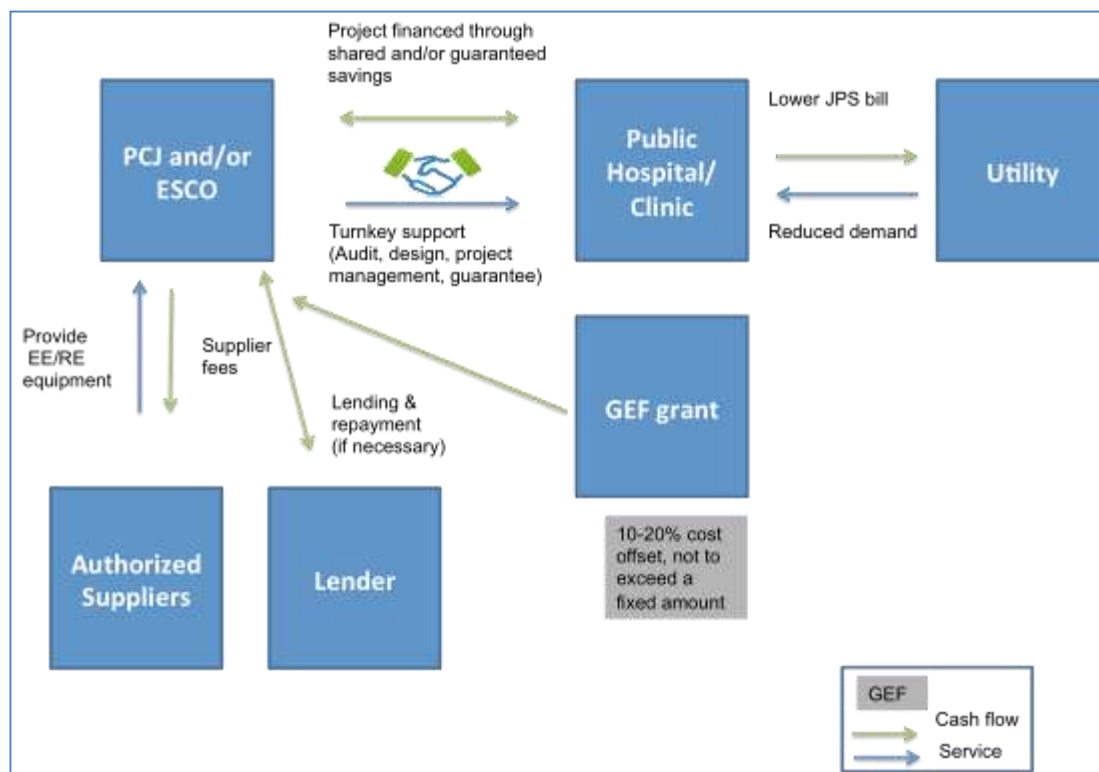 Project financed through
shared and/or guaranteed
savings
PCJ and/or
ESCO
Public
Hospital/
Clinic
Lower JPS bill
Utility
Reduced demand
Turnkey support
(Audit, design, project
management, guarantee)
Provide
EE/RE
equipment
Supplier
fees
Lending &
repayment
(if necessary)
GEF grant
10-20% cost
offset, not to
exceed a
fixed amount
Authorized
Suppliers
Lender
GEF
Cash flow
Service